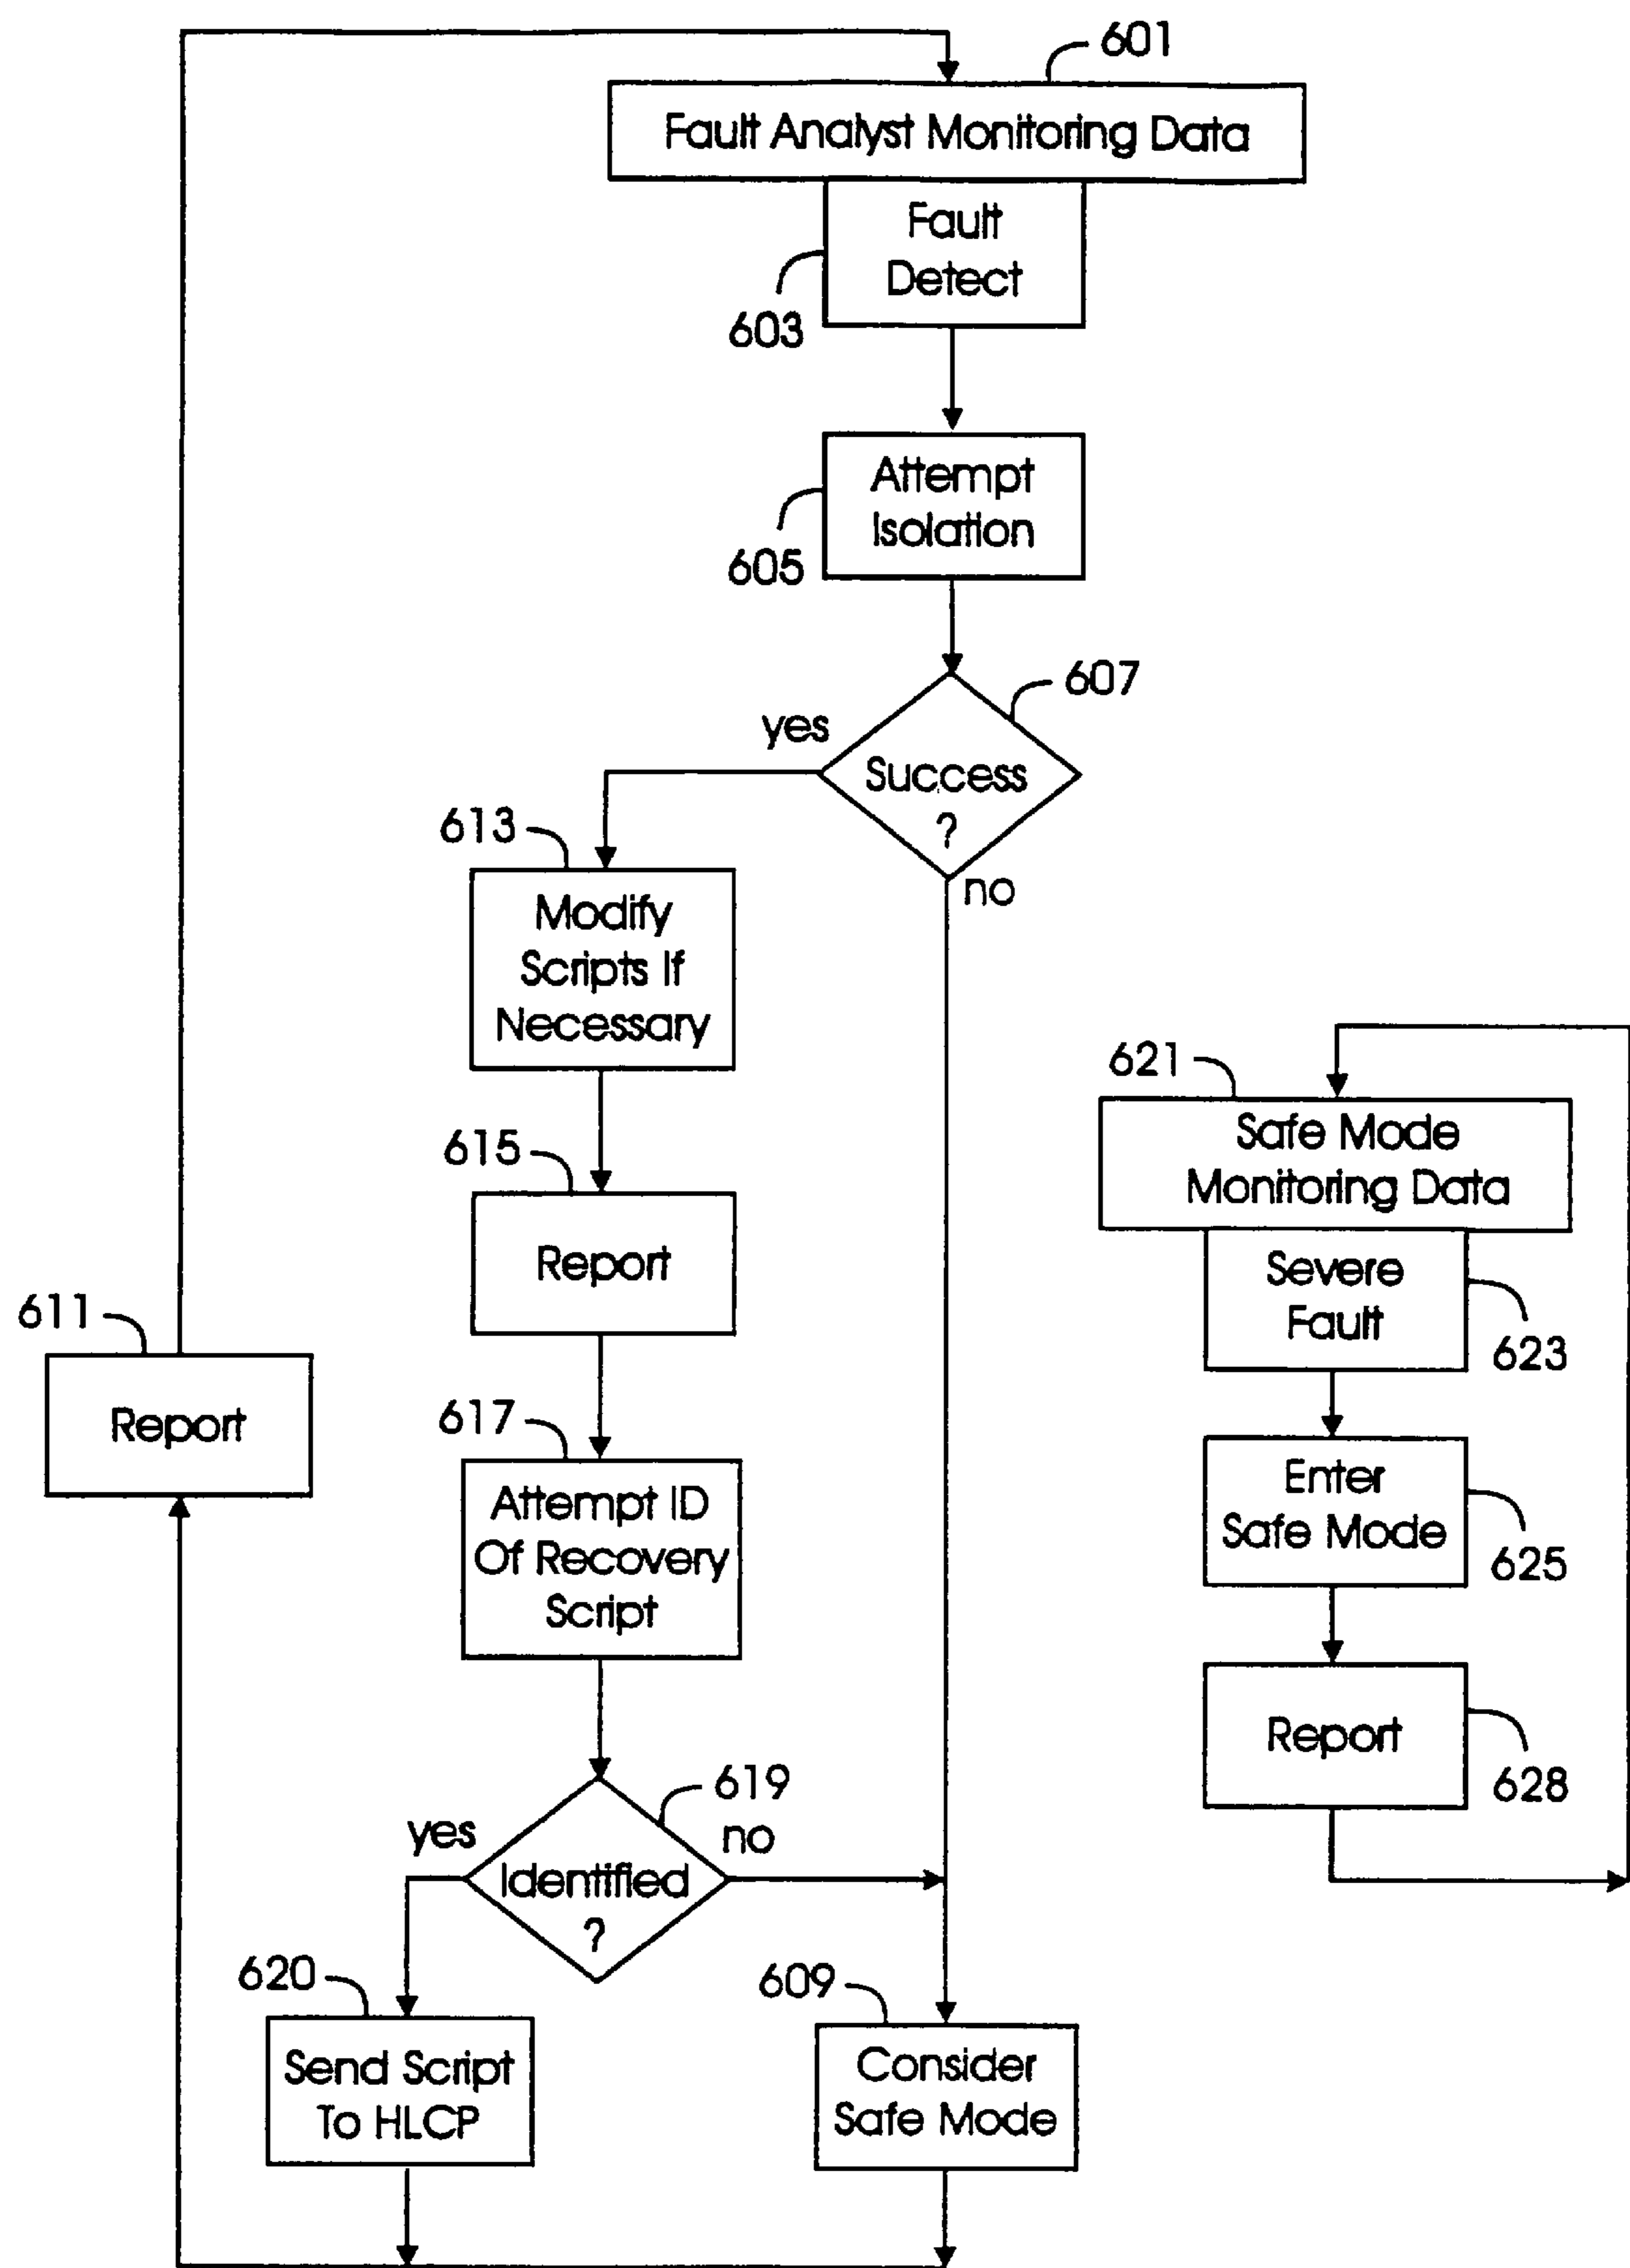 601
Fault Analyst Monitoring Data
Fault
Detect
603
Attempt
Isolation
605
607
yes
Success
?
no
613
Modify
Scripts If
Necessary
615
Report
611
Report
617
Attempt ID
Of Recovery
Script
619
yes
no
Identified
?
620
Send Script
To HLCP
609
Consider
Safe Mode
621
Safe Mode
Monitoring Data
Severe
Fault
623
Enter
Safe Mode
625
Report
628